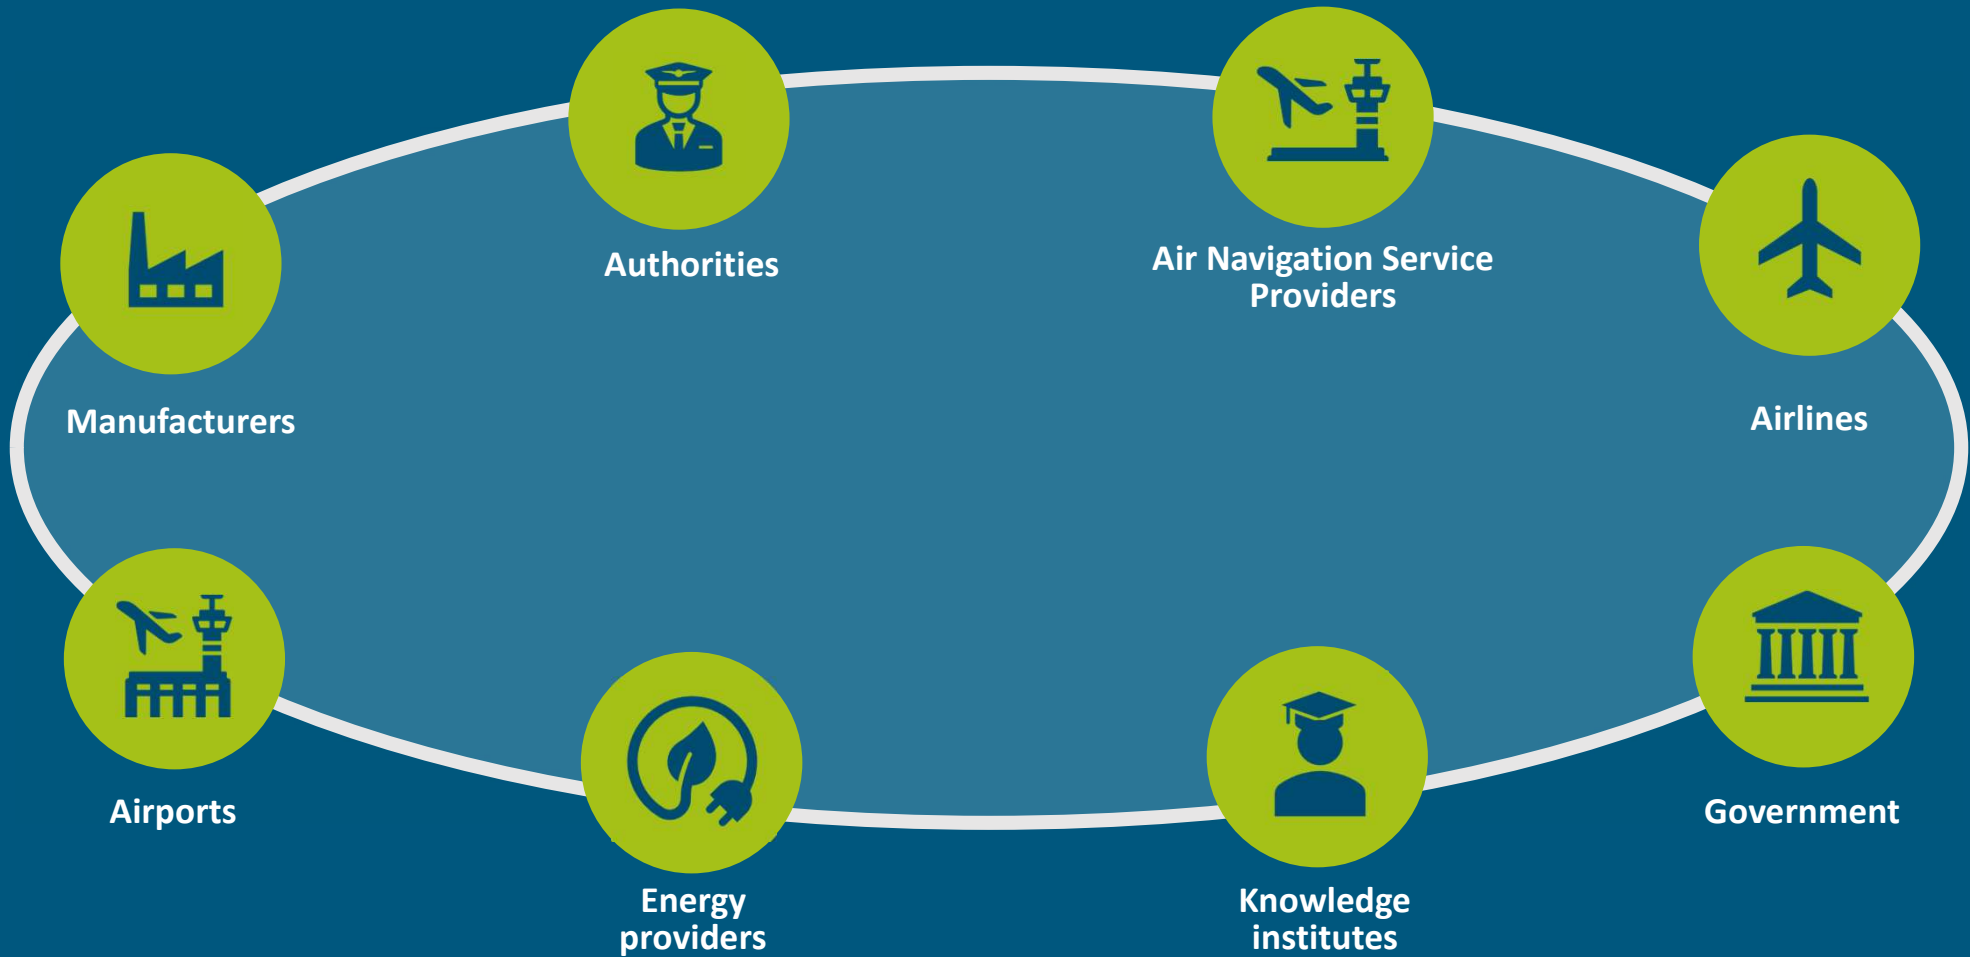 Authorities
Air Navigation Service
Providers
Manufacturers
Airlines
Airports
Government
Energy
providers
Knowledge
institutes